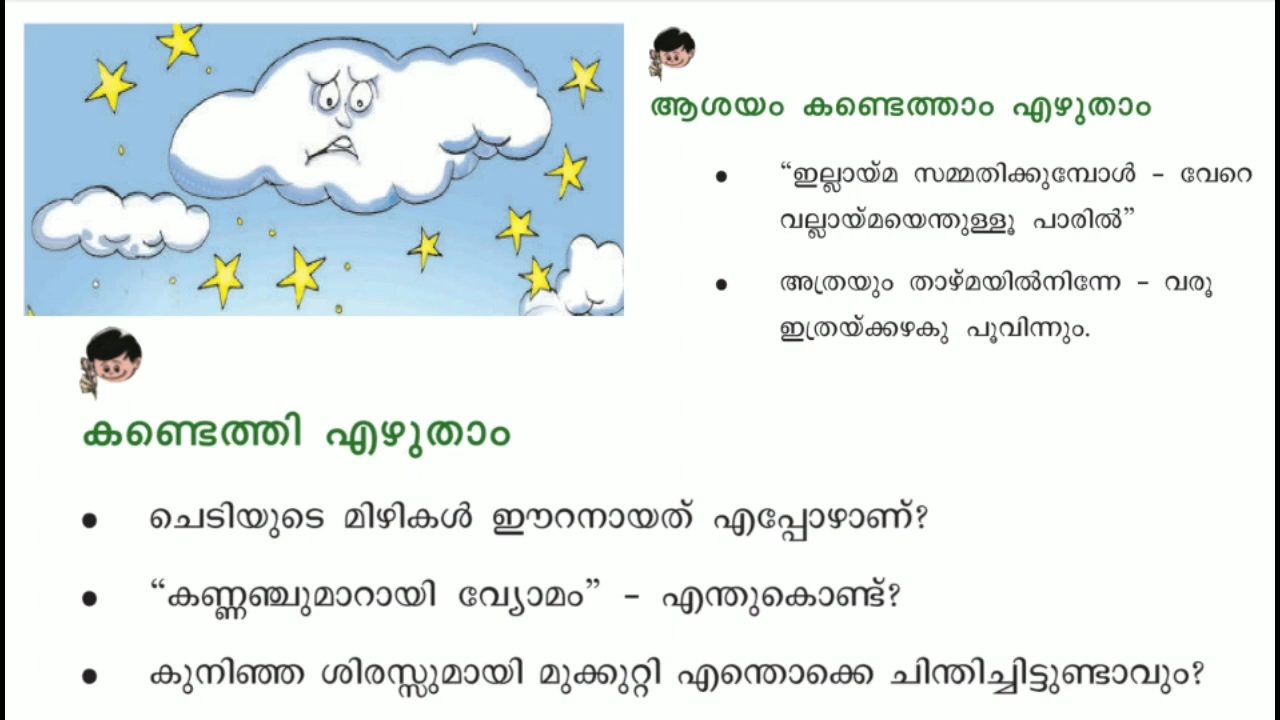 ആശയം കണ്ടെത്താം എഴുതാം
• “ഇല്ലായ്മ സമ്മതിക്കുമ്പോൾ – വേറെ
വല്ലായ്മയെന്തുള്ളൂ പാരിൽ”
• അത്രയും താഴ്മയിൽനിന്നേ – വരൂ
ഇത്രയ്ക്കഴകു പൂവിന്നും.
കണ്ടെത്തി എഴുതാം
• ചെടിയുടെ മിഴികൾ ഈറനായത് എപ്പോഴാണ്?
• “കണ്ണഞ്ചുമാറായി വ്യോമം” – എന്തുകൊണ്ട്?
• കുനിഞ്ഞ ശിരസ്സുമായി മുക്കുറ്റി എന്തൊക്കെ ചിന്തിച്ചിട്ടുണ്ടാവും?